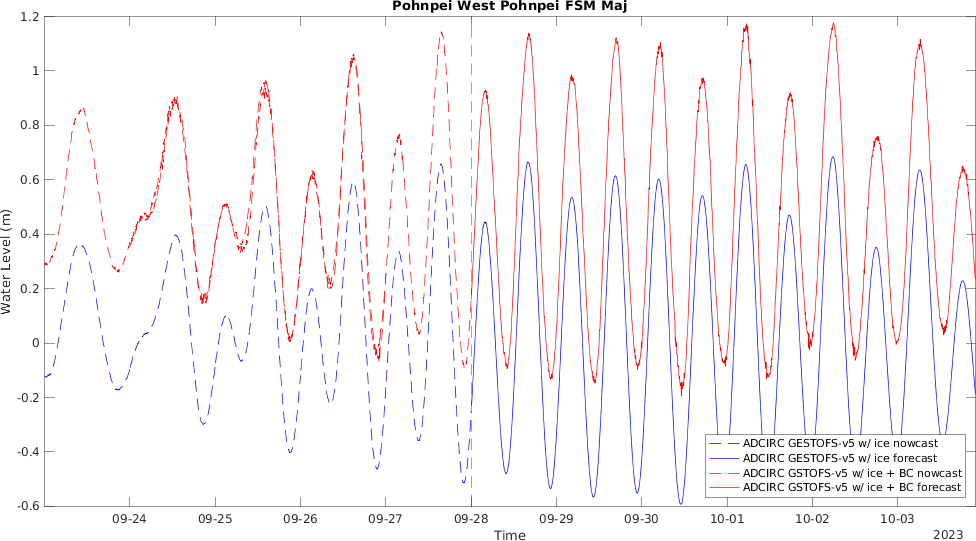 Pohnpei West Pohnpei FSM Maj
1.2
1
0.8
0.6
0.4
0.2
0
-0.2
-0.4
-0.6
Water Level (m)
ADCIRC GESTOFS-v5 w/ ice nowcast
ADCIRC GESTOFS-v5 w/ ice forecast
ADCIRC GSTOFS-v5 w/ ice + BC nowcast
ADCIRC GSTOFS-v5 w/ ice + BC forecast
09-24 09-25 09-26 09-27 09-28 09-29 09-30 10-01 10-02 10-03
Time
2023